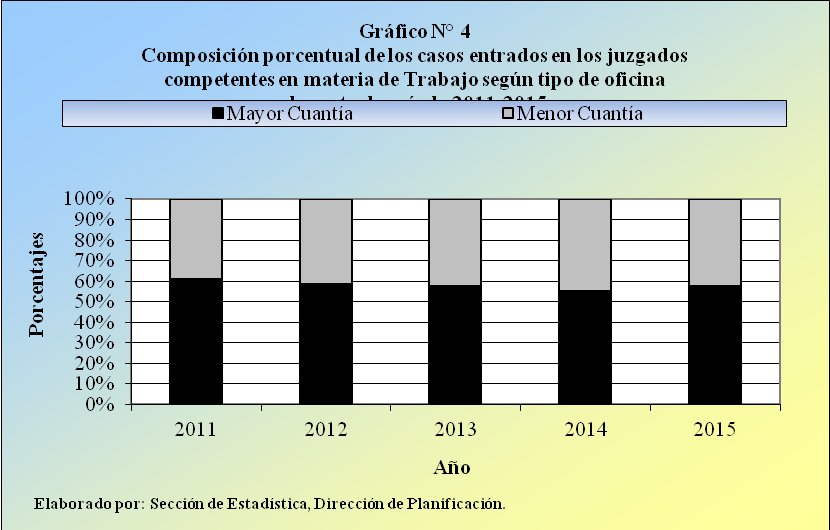 Gráfico N° 4
Composición porcentual de los casos entrados en los juzgados
competentes en materia de Trabajo según tipo de oficina
2011-2015
Mayor Cuantía Menor Cuantía
100%
90%
80%
70%
60%
50%
40%
30%
20%
10%
0%
Porcentajes
2011 2012 2013 2014 2015
Año
Elaborado por: Sección de Estadística, Dirección de Planificación.